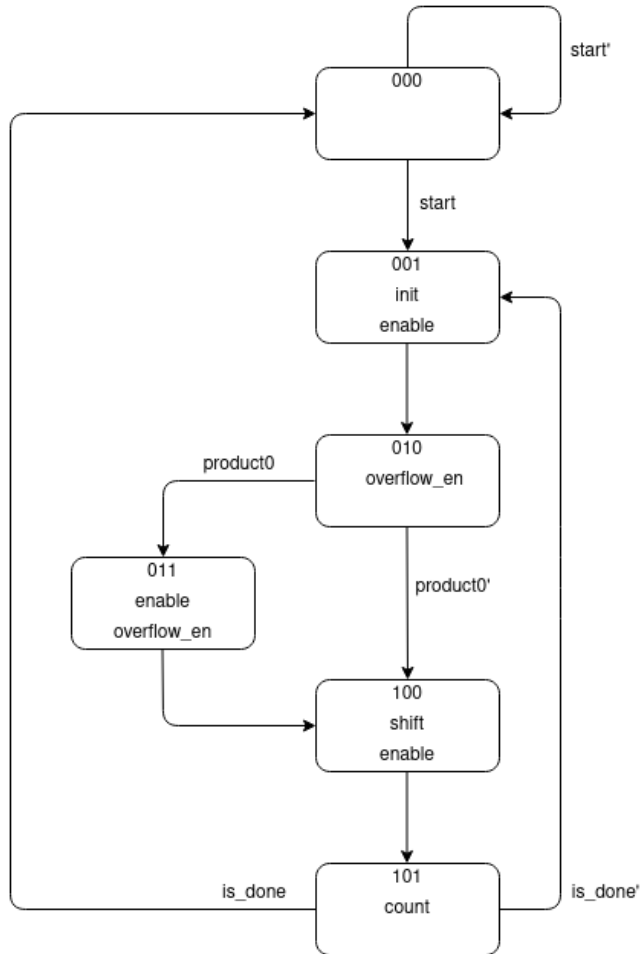 000
start'
start
001
init
enable
010
overflow_en
product0
product0'
011
enable
overflow_en
100
shift
enable
101
count
is_done
is_done'